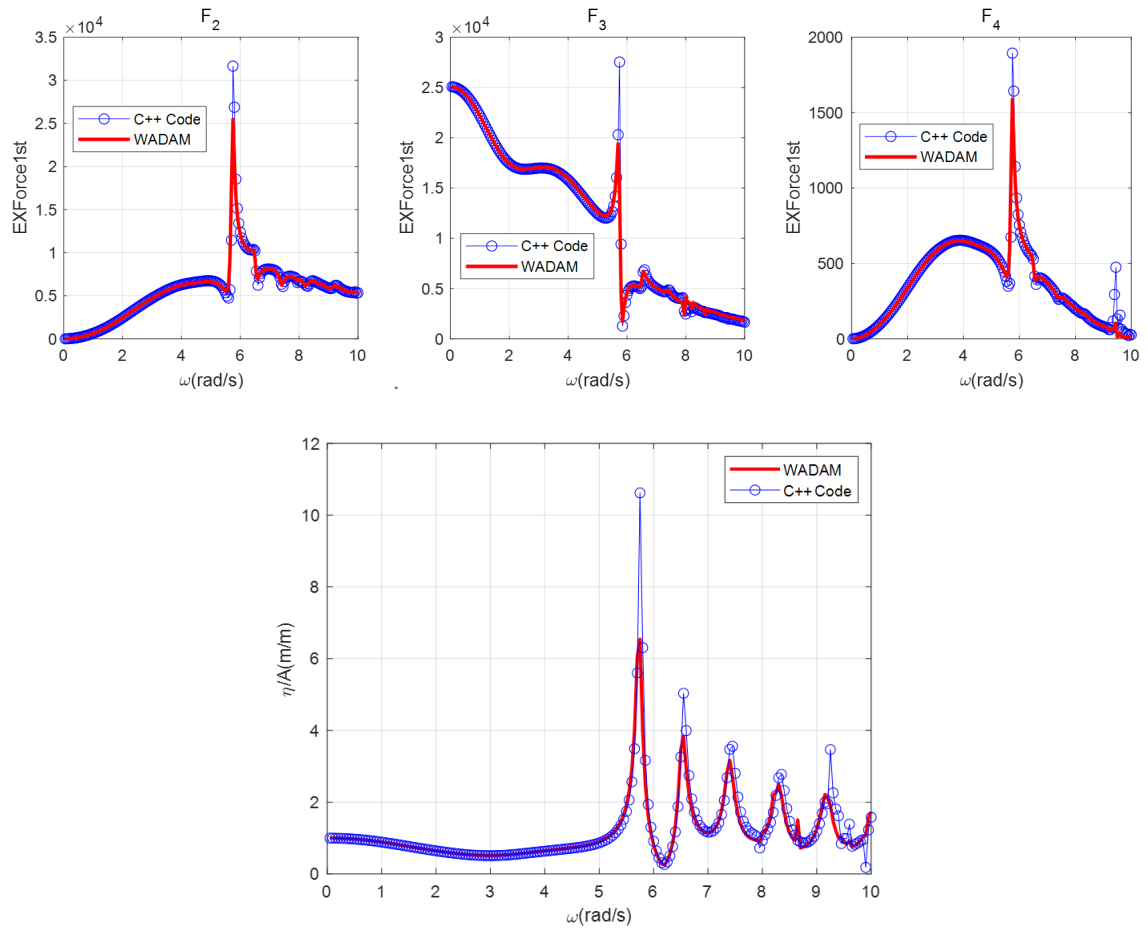 F2
×10⁴
3.5
3
2.5
2
1.5
1
0.5
0
EXForce1st
C++ Code
WADAM
0 2 4 6 8 10
ω(rad/s)
F3
×10⁴
3
2.5
2
1.5
1
0.5
0
EXForce1st
C++ Code
WADAM
0 2 4 6 8 10
ω(rad/s)
F4
2000
1500
1000
500
0
EXForce1st
C++ Code
WADAM
0 2 4 6 8 10
ω(rad/s)
12
10
8
6
4
2
0
η/A(m/m)
WADAM
C++ Code
0 1 2 3 4 5 6 7 8 9 10
ω(rad/s)